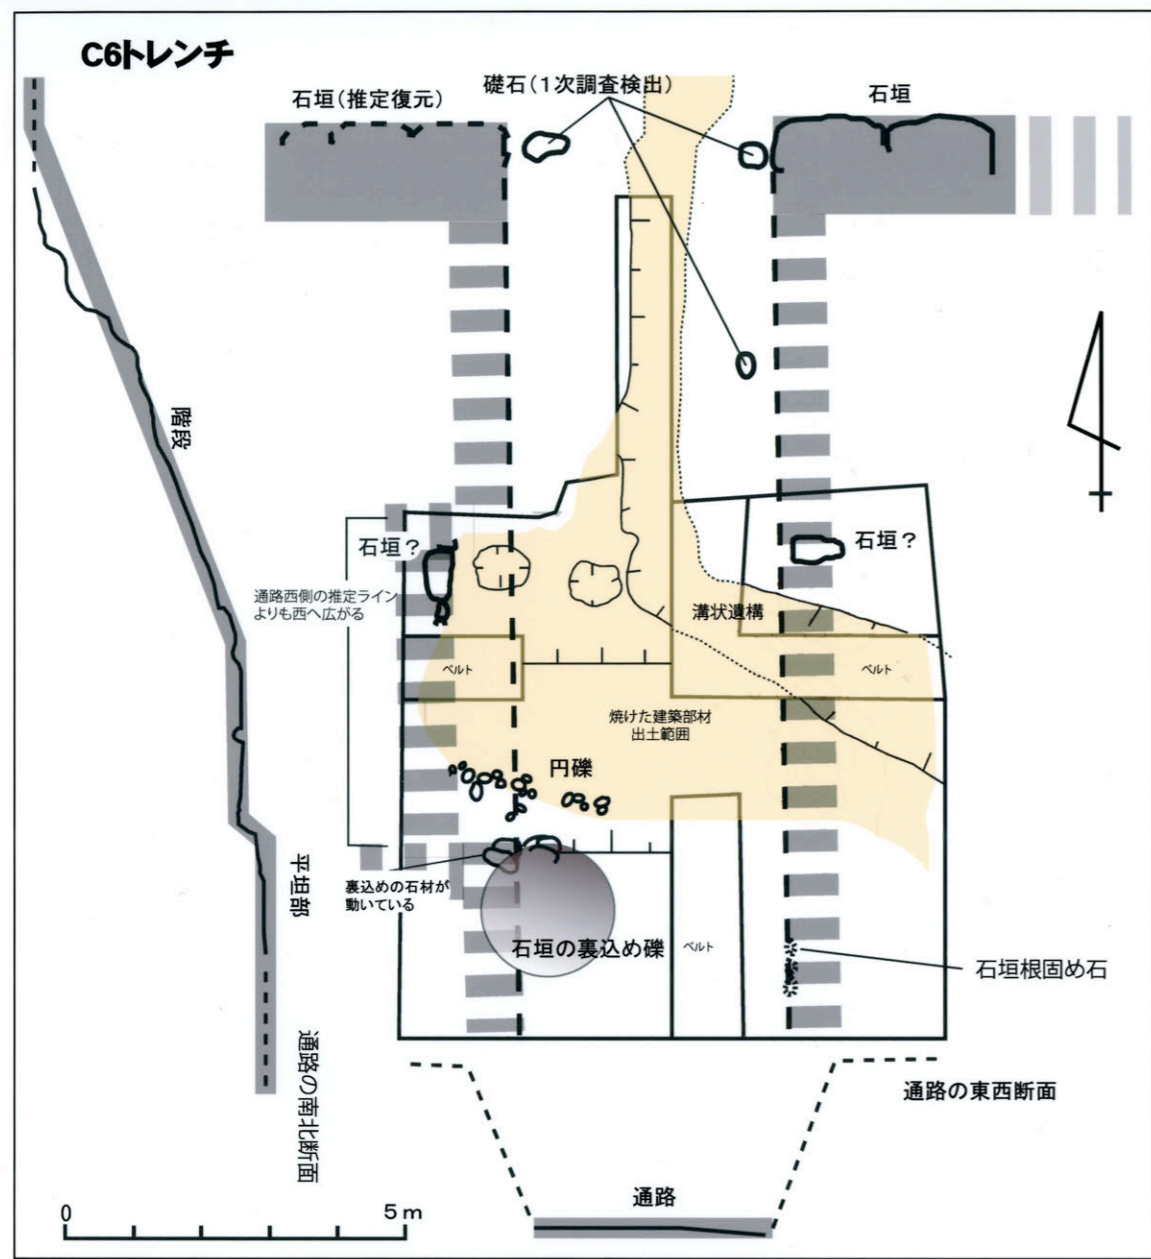 C6トレンチ
石垣(推定復元)
礎石(1次調査検出)
石垣
階段
石垣?
石垣?
通路西側の推定ライン
よりも西へ広がる
溝状遺構
ベルト
ベルト
焼けた建築部材
出土範囲
円礫
平坦部
裏込めの石材が
動いている
石垣の裏込め礫
ベルト
石垣根固め石
通路の南北断面
通路の東西断面
通路
0
5m